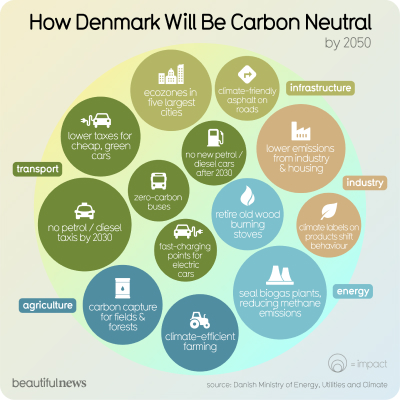 How Denmark Will Be Carbon Neutral
by 2050
ecozones in
five largest
cities
climate-friendly
asphalt on
roads
infrastructure
lower taxes for
cheap, green
cars
no new petrol /
diesel cars
after 2030
lower emissions
from industry
& housing
transport
zero-carbon
buses
industry
no petrol / diesel
taxis by 2030
retire old wood
burning
stoves
climate labels on
products shift
behaviour
fast-charging
points for
electric
cars
seal biogas plants,
reducing methane
emissions
energy
agriculture
carbon capture
for fields &
forests
climate-efficient
farming
= impact
beautifulnews
source: Danish Ministry of Energy, Utilities and Climate